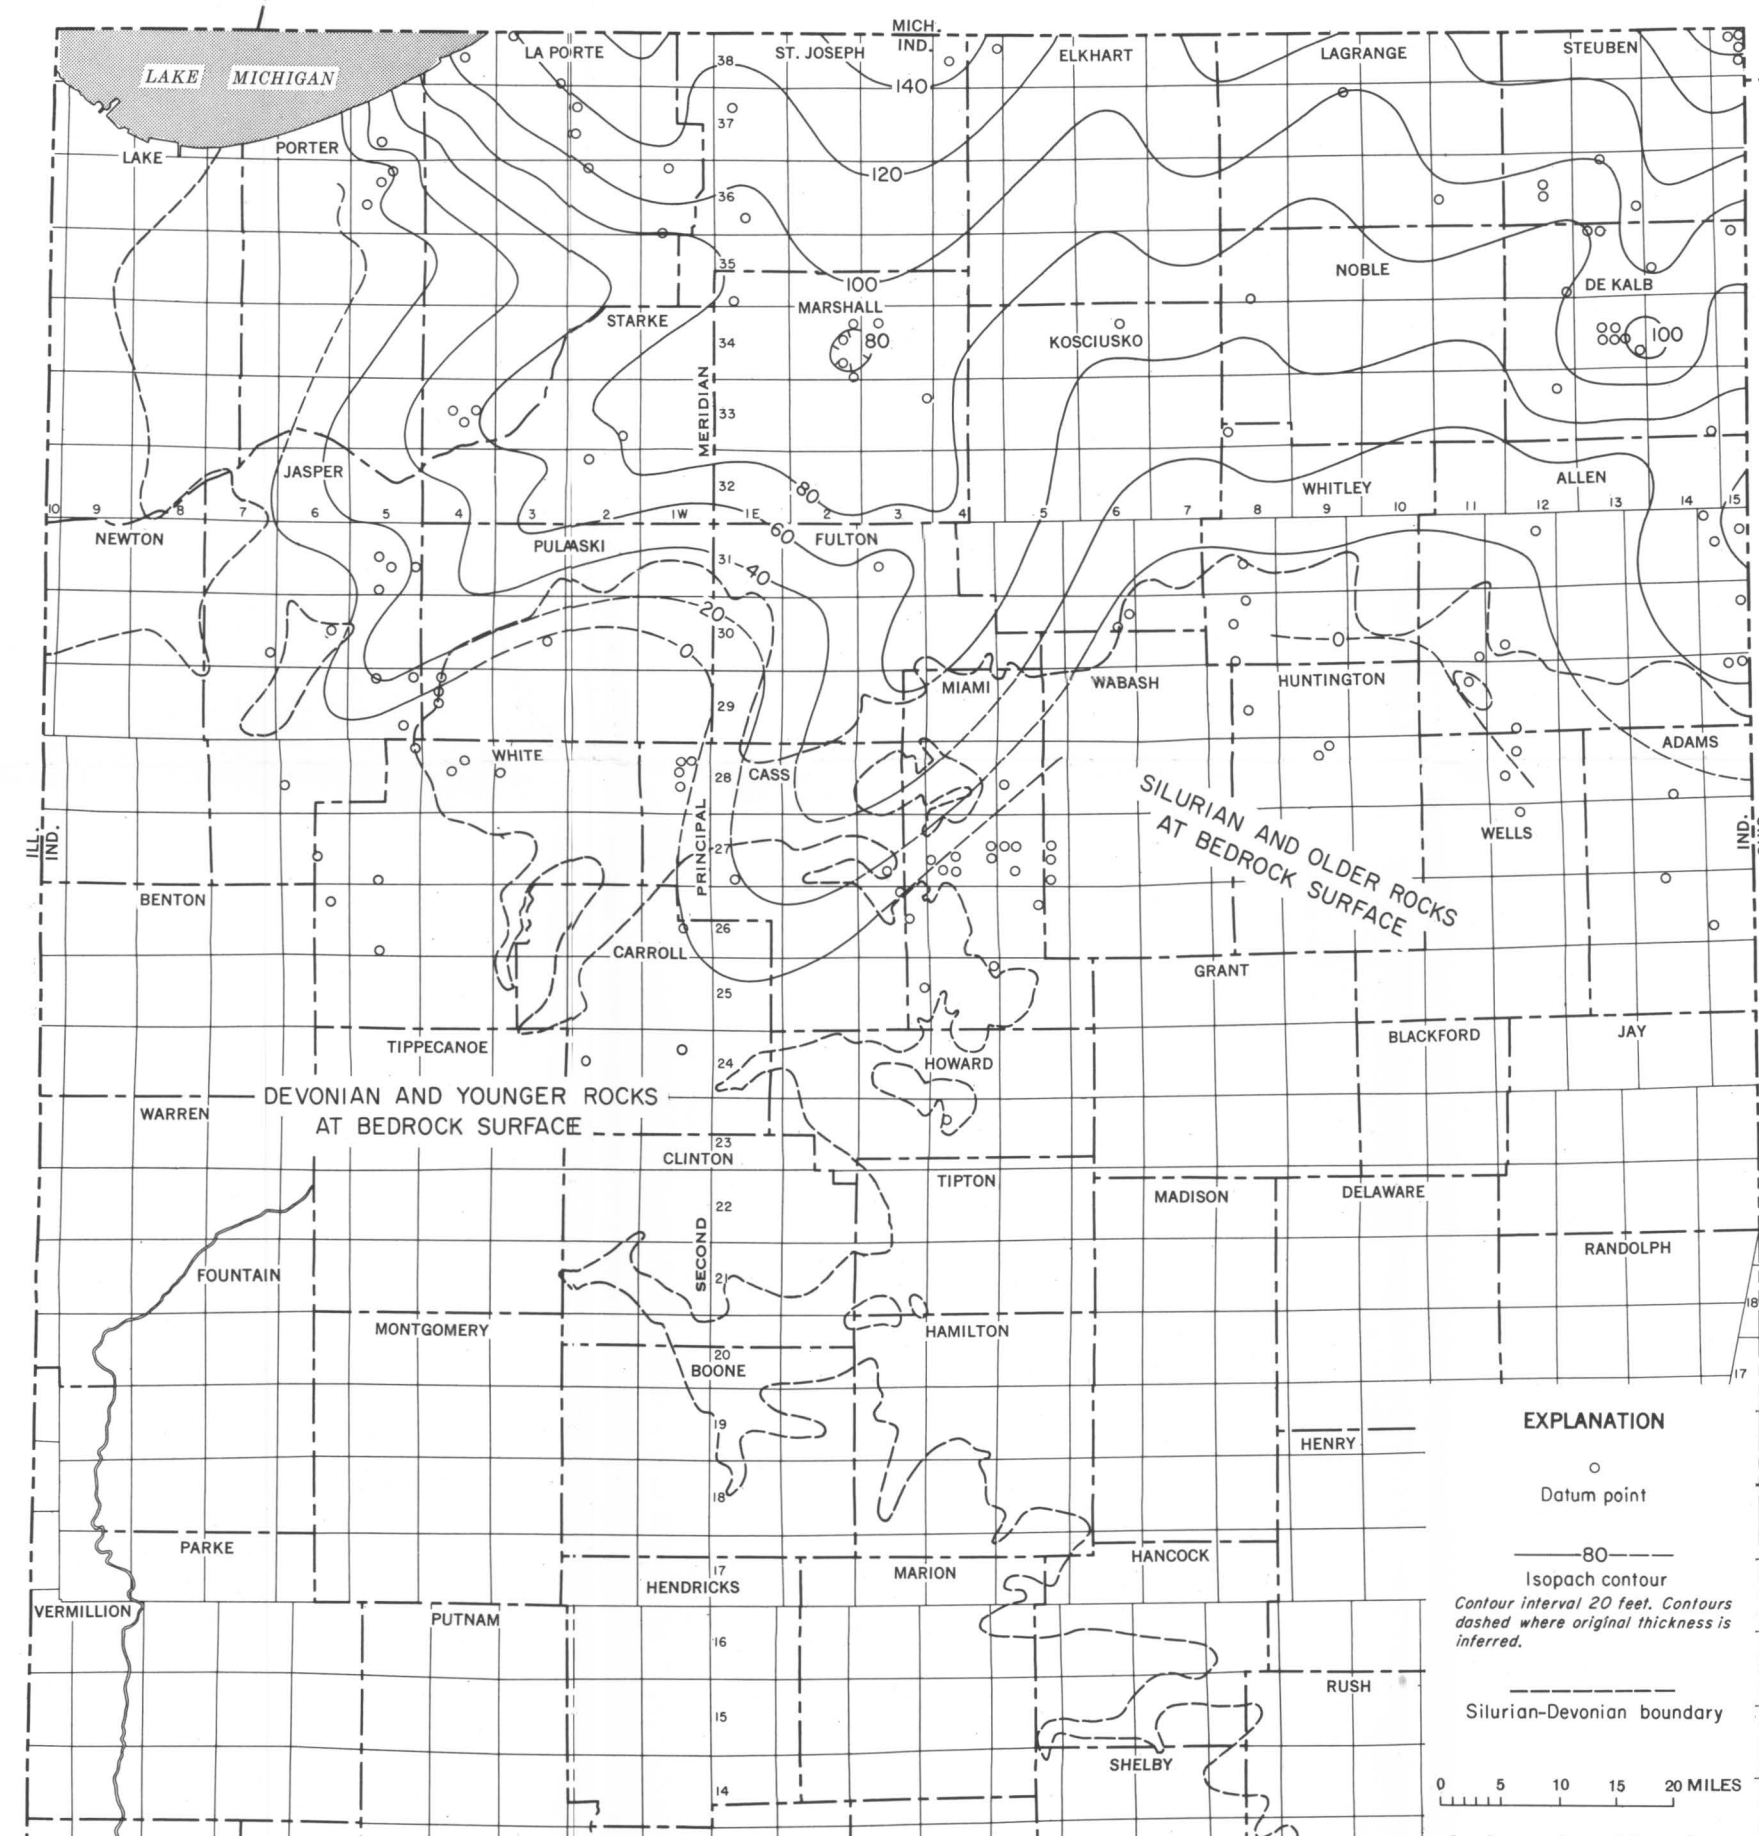 MICH.
IND.
LAKE MICHIGAN
LA PORTE
ST. JOSEPH
ELKHART
LAGRANGE
STEUBEN
38
140
37
LAKE
PORTER
120
36
35
NOBLE
100
DE KALB
MARSHALL
STARKE
34
80
KOSCIUSKO
100
MERIDIAN
33
JASPER
32
80
WHITLEY
ALLEN
10 9 8 7 6 5 4 3 2 1W 1E 2 3 4 5 6 7 8 9 10 11 12 13 14 15
NEWTON
PULASKI
60
FULTON
31
40
20
30
0
0
MIAMI
WABASH
HUNTINGTON
29
WHITE
CASS
28
ADAMS
SILURIAN AND OLDER ROCKS
AT BEDROCK SURFACE
ILL.
IND.
PRINCIPAL
27
WELLS
IND.
BENTON
26
CARROLL
GRANT
25
TIPPECANOE
BLACKFORD
JAY
24
HOWARD
DEVONIAN AND YOUNGER ROCKS
AT BEDROCK SURFACE
WARREN
23
CLINTON
TIPTON
MADISON
DELAWARE
22
SECOND
RANDOLPH
FOUNTAIN
21
18
MONTGOMERY
HAMILTON
20
BOONE
17
19
HENRY
18
PARKE
HANCOCK
17
HENDRICKS
MARION
VERMILLION
PUTNAM
16
RUSH
15
SHELBY
14
EXPLANATION
Datum point
80
Isopach contour
Contour interval 20 feet. Contours
dashed where original thickness is
inferred.
Silurian-Devonian boundary
0 5 10 15 20 MILES